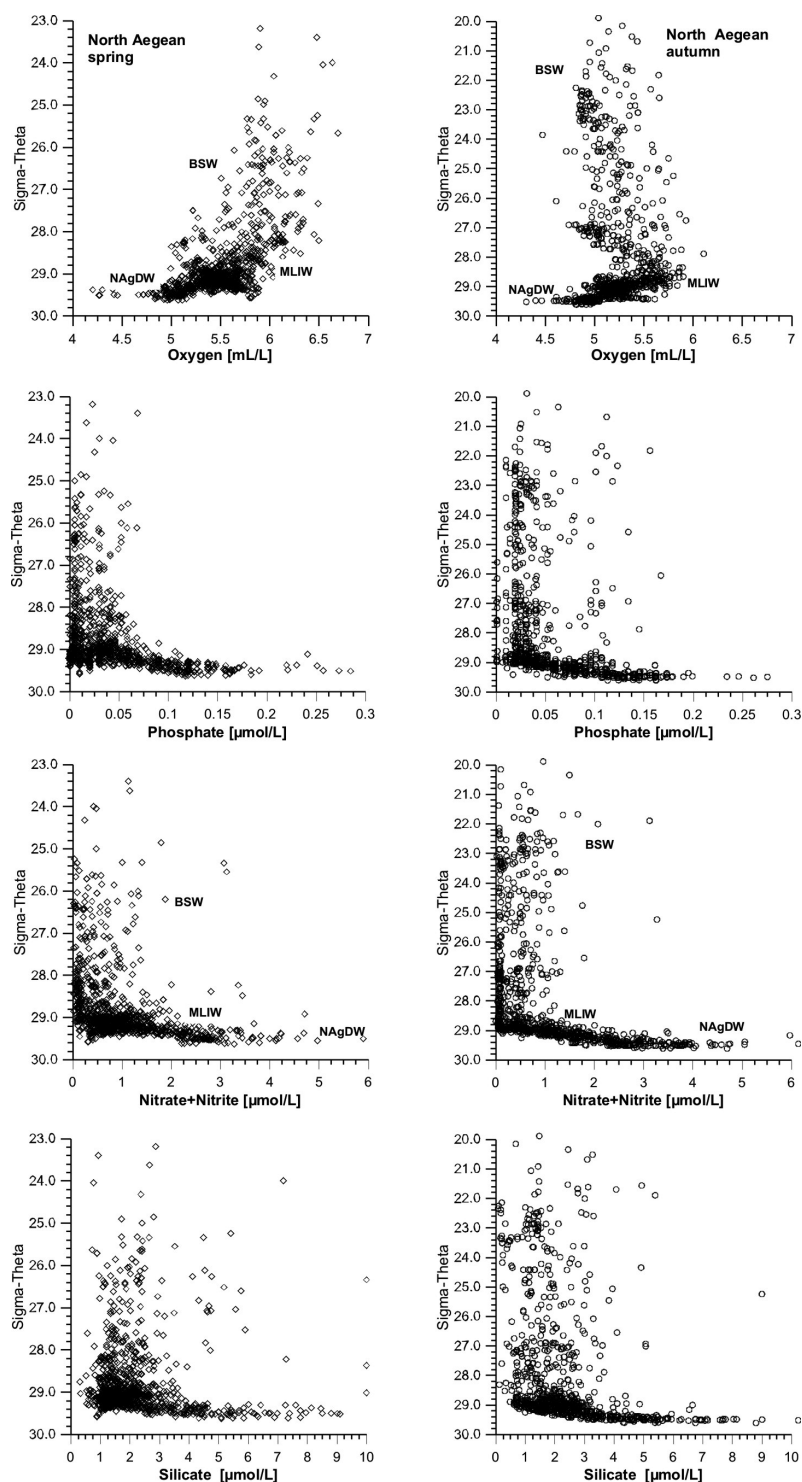 North Aegean
spring
23.0
24.0
25.0
26.0
27.0
28.0
29.0
30.0
Sigma-Theta
BSW
NAgDW
MLIW
4 4.5 5 5.5 6 6.5 7
Oxygen [mL/L]
North Aegean
autumn
20.0
21.0
22.0
23.0
24.0
25.0
26.0
27.0
28.0
29.0
30.0
Sigma-Theta
BSW
NAgDW
MLIW
4 4.5 5 5.5 6 6.5 7
Oxygen [mL/L]
23.0
24.0
25.0
26.0
27.0
28.0
29.0
30.0
Sigma-Theta
0 0.05 0.1 0.15 0.2 0.25 0.3
Phosphate [µmol/L]
20.0
21.0
22.0
23.0
24.0
25.0
26.0
27.0
28.0
29.0
30.0
Sigma-Theta
0 0.05 0.1 0.15 0.2 0.25 0.3
Phosphate [µmol/L]
23.0
24.0
25.0
26.0
27.0
28.0
29.0
30.0
Sigma-Theta
BSW
MLIW
NAgDW
0 1 2 3 4 5 6
Nitrate+Nitrite [µmol/L]
20.0
21.0
22.0
23.0
24.0
25.0
26.0
27.0
28.0
29.0
30.0
Sigma-Theta
BSW
MLIW
NAgDW
0 1 2 3 4 5 6
Nitrate+Nitrite [µmol/L]
23.0
24.0
25.0
26.0
27.0
28.0
29.0
30.0
Sigma-Theta
0 1 2 3 4 5 6 7 8 9 10
Silicate [µmol/L]
20.0
21.0
22.0
23.0
24.0
25.0
26.0
27.0
28.0
29.0
30.0
Sigma-Theta
0 1 2 3 4 5 6 7 8 9 10
Silicate [µmol/L]